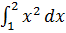 ∫₁² x² dx